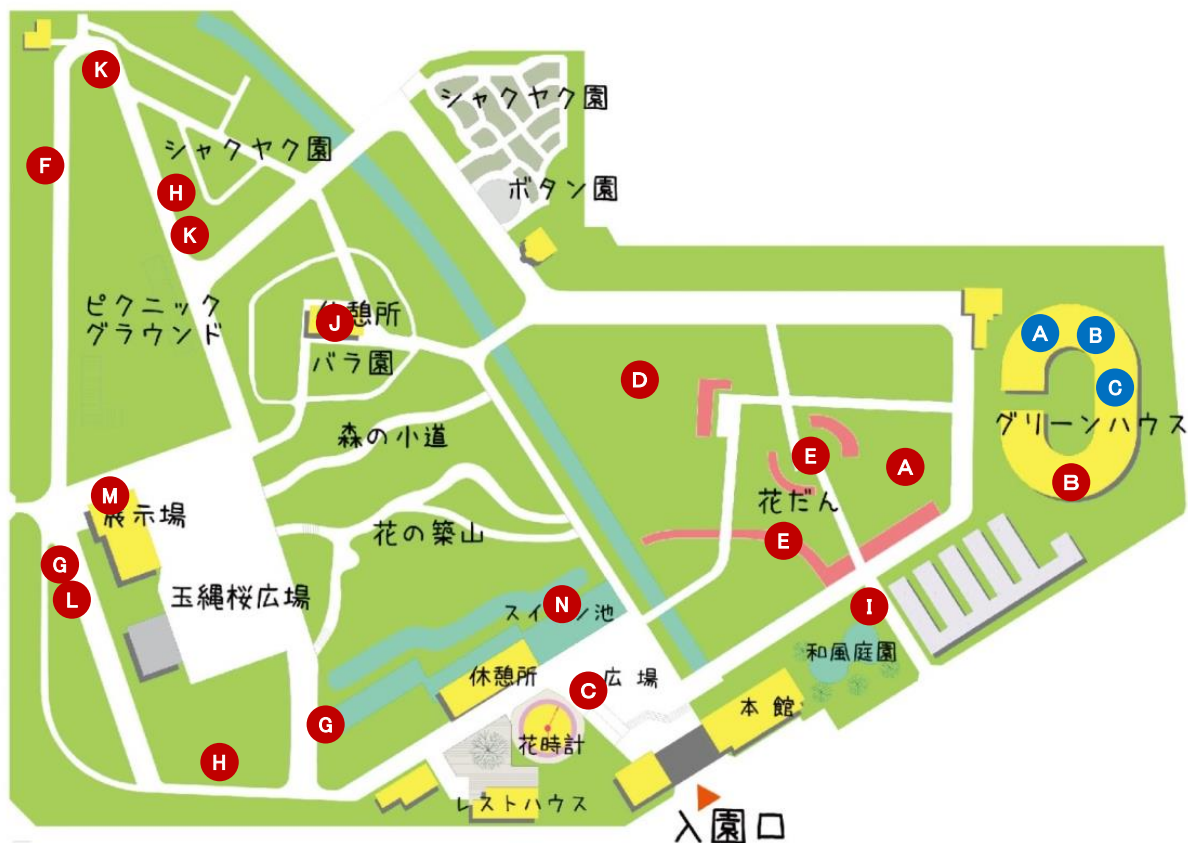 K
シャクヤク園
シャクヤク園
F
H
ボタン園
K
ピクニック
グラウンド
休憩所
J
バラ園
A
B
C
D
グリーンハウス
森の小道
E
A
B
花だん
M
展示場
花の築山
E
G
L
玉縄桜広場
スイレン池
N
I
和風庭園
休憩所
C
広場
本館
G
花時計
H
レストハウス
入園口